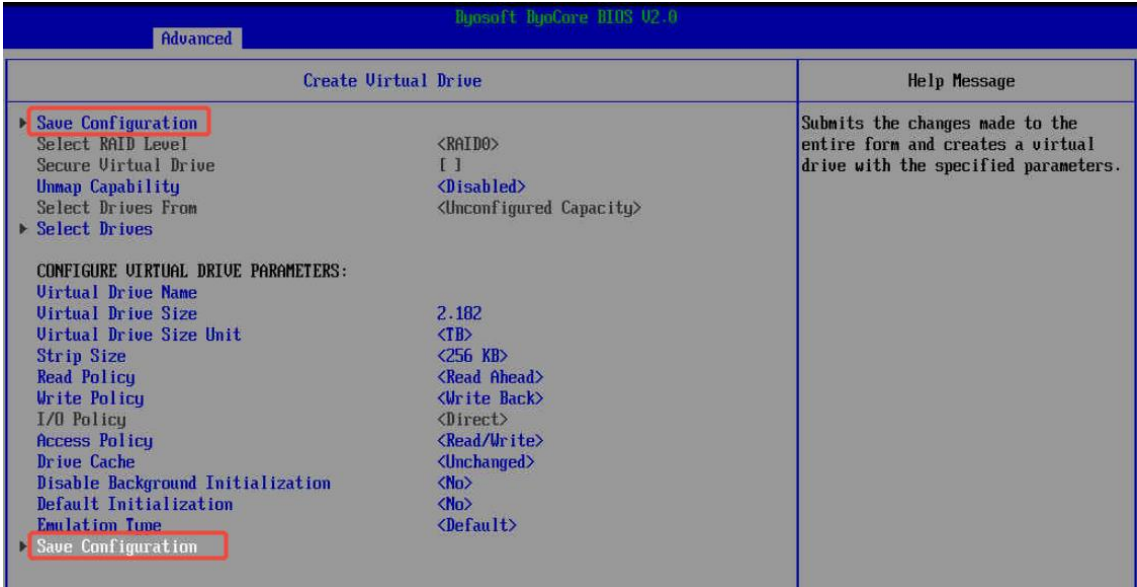 Byosoft ByoCore BIOS V2.0
Advanced
Create Virtual Drive
Help Message
Save Configuration
Select RAID Level <RAID0>
Secure Virtual Drive [ ]
Unmap Capability <Disabled>
Select Drives From <Unconfigured Capacity>
Select Drives
CONFIGURE VIRTUAL DRIVE PARAMETERS:
Virtual Drive Name
Virtual Drive Size 2.182
Virtual Drive Size Unit <TB>
Strip Size <256 KB>
Read Policy <Read Ahead>
Write Policy <Write Back>
I/O Policy <Direct>
Access Policy <Read/Write>
Drive Cache <Unchanged>
Disable Background Initialization <No>
Default Initialization <No>
Emulation Type <Default>
Save Configuration
Submits the changes made to the
entire form and creates a virtual
drive with the specified parameters.